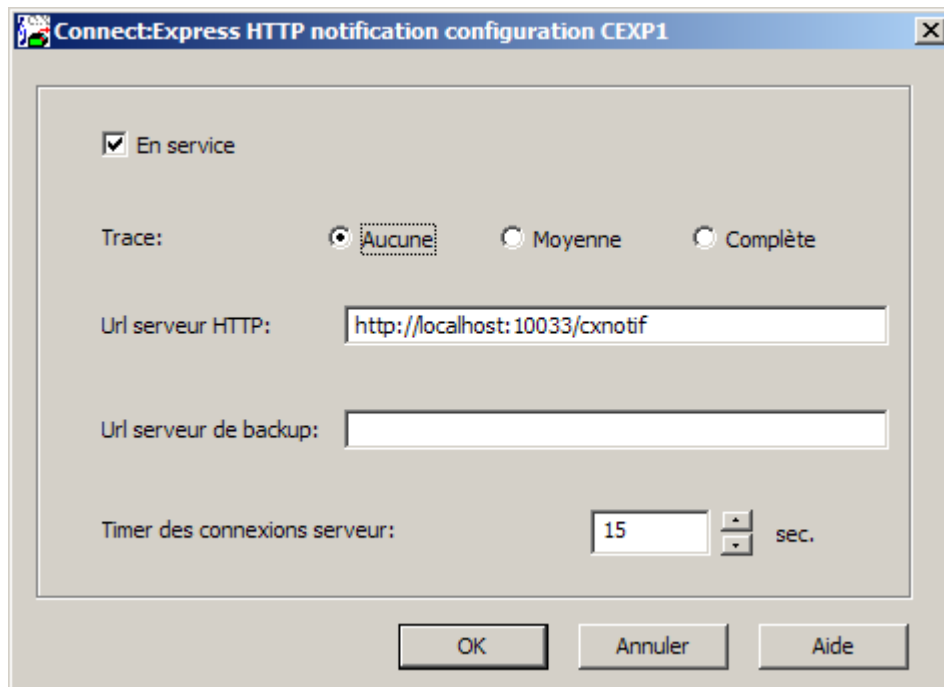 Connect:Express HTTP notification configuration CEXP1
En service
Trace: Aucune Moyenne Complète
Url serveur HTTP: http://localhost:10033/cxnotif
Url serveur de backup:
Timer des connexions serveur: 15 sec.
OK Annuler Aide